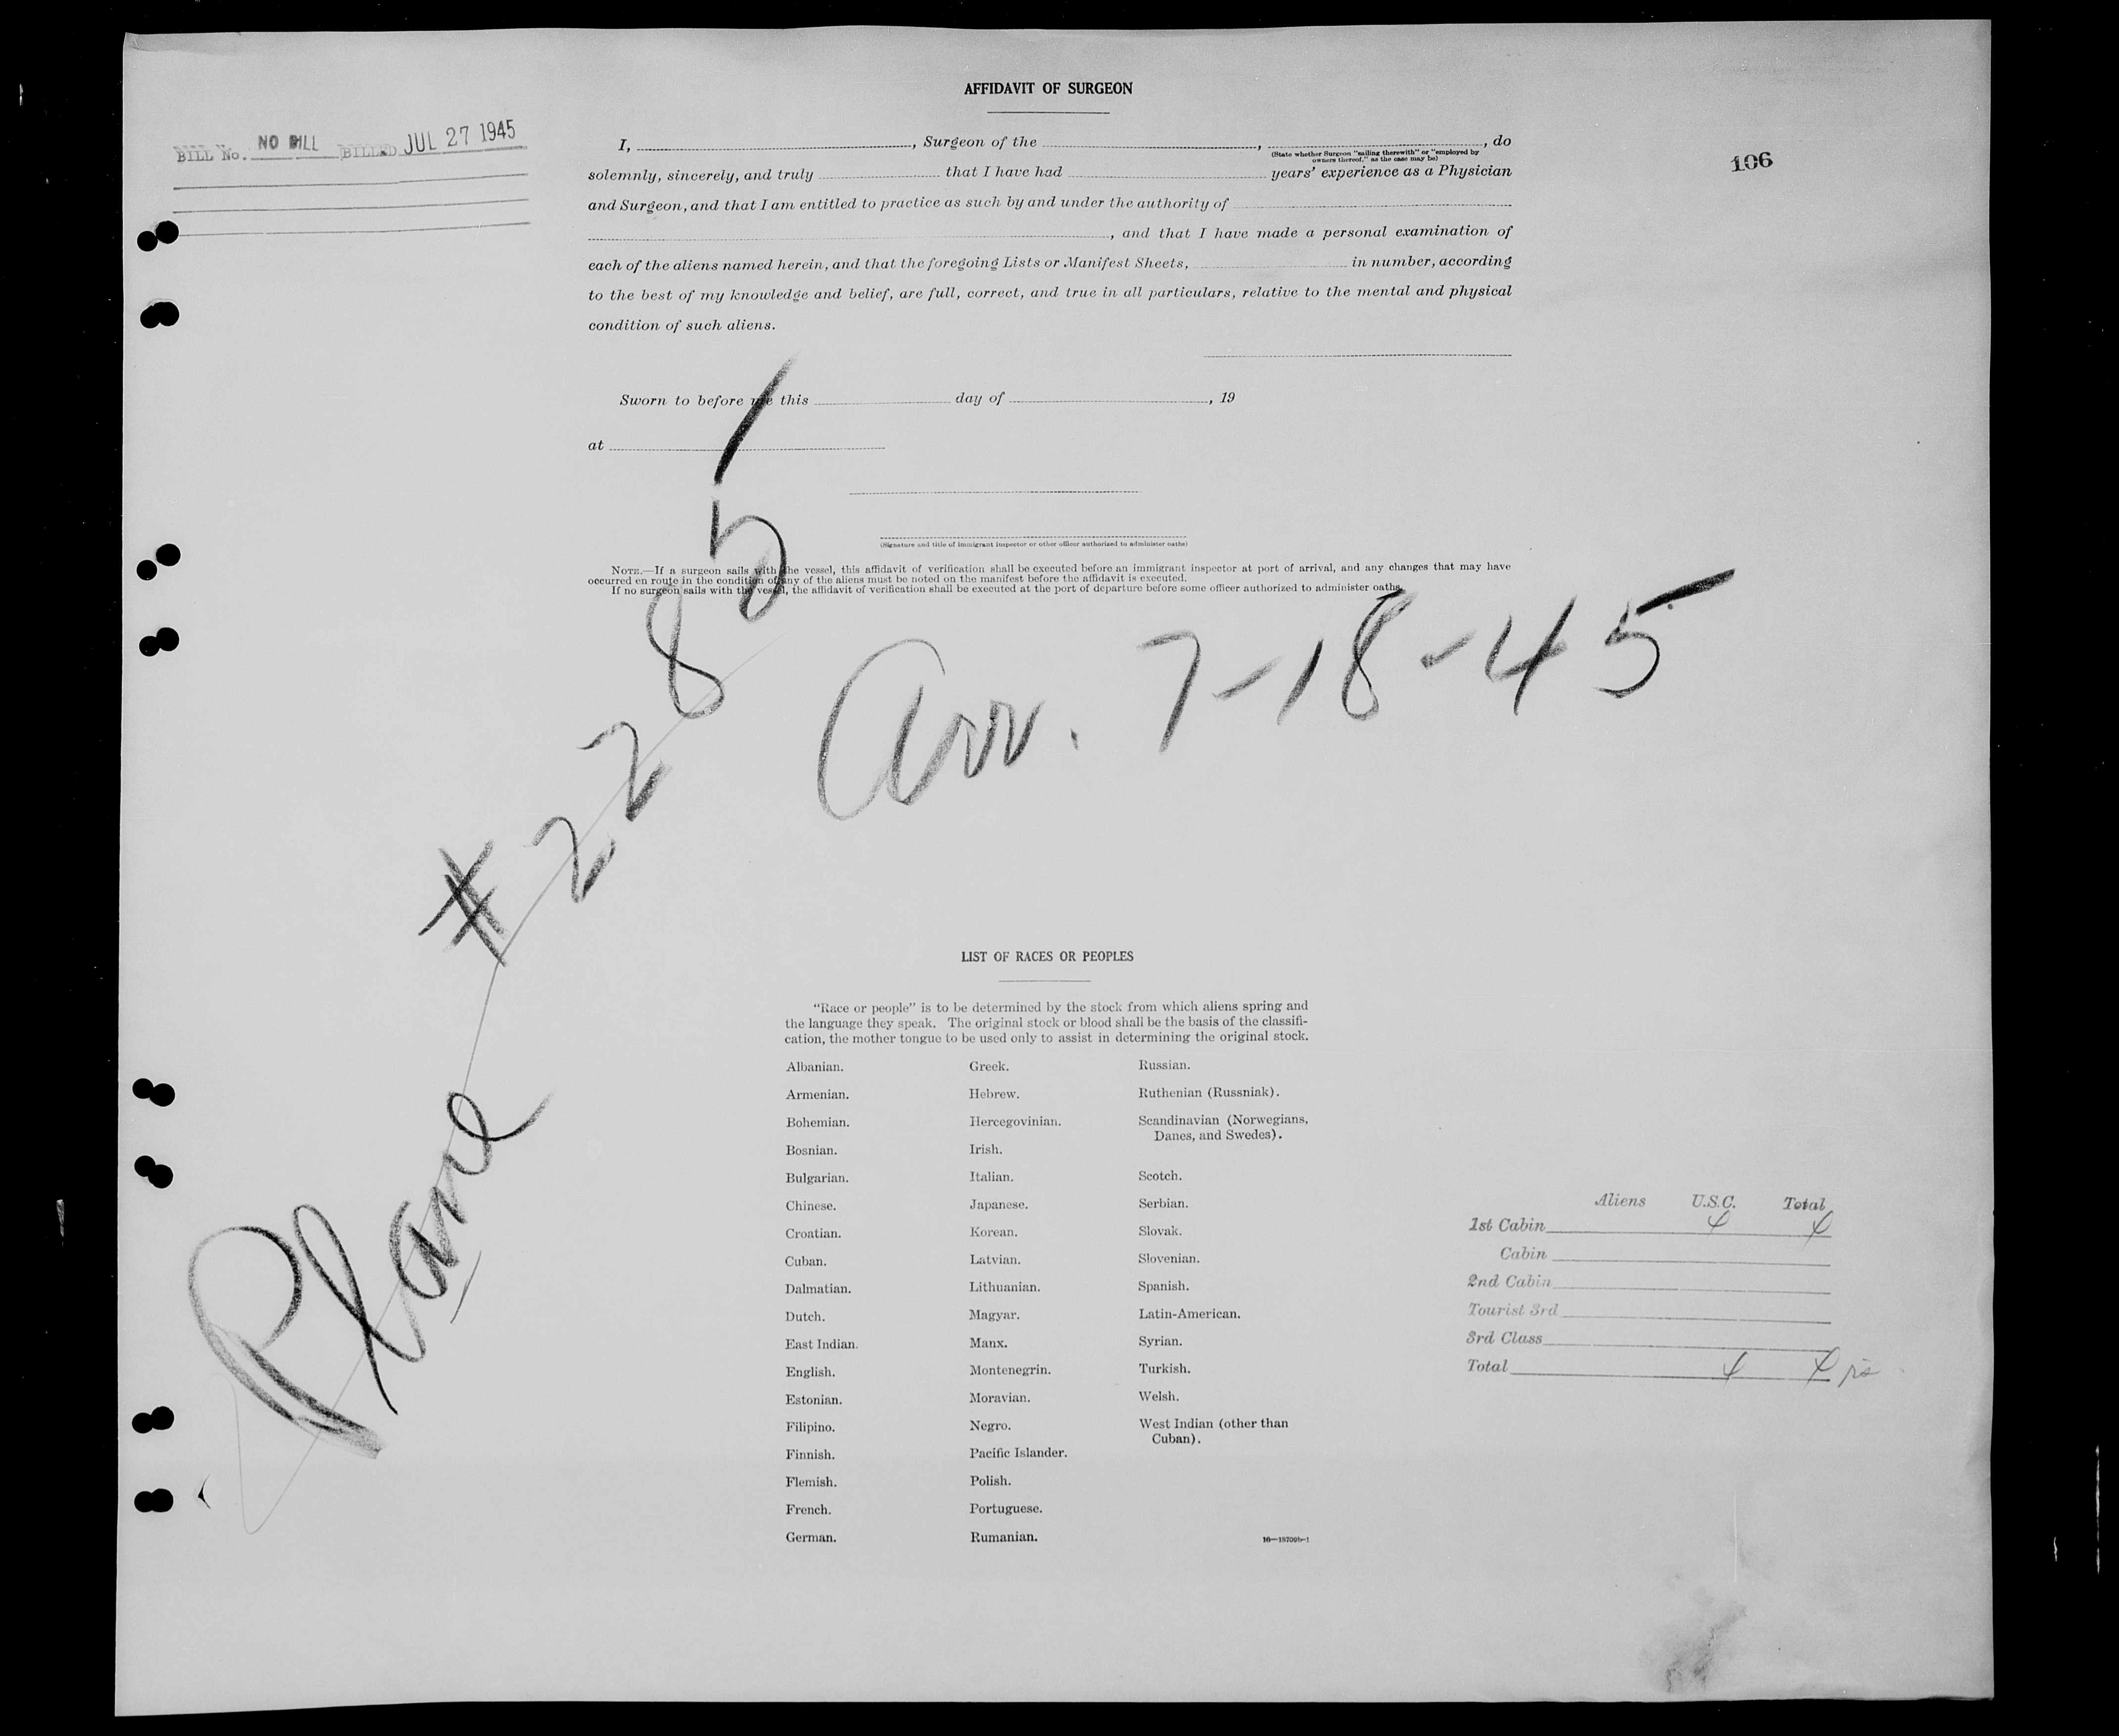 AFFIDAVIT OF SURGEON
BILL No. NO BILL BILLED JUL 27 1945
106
I, , Surgeon of the , , do
(State whether Surgeon "sailing therewith" or "employed by
owners thereof," as the case may be)
solemnly, sincerely, and truly that I have had years' experience as a Physician
and Surgeon, and that I am entitled to practice as such by and under the authority of
, and that I have made a personal examination of
each of the aliens named herein, and that the foregoing Lists or Manifest Sheets, in number, according
to the best of my knowledge and belief, are full, correct, and true in all particulars, relative to the mental and physical
condition of such aliens.
Sworn to before me this day of , 19
at
(Signature and title of immigrant inspector or other officer authorized to administer oaths)
NOTE.—If a surgeon sails with the vessel, this affidavit of verification shall be executed before an immigrant inspector at port of arrival, and any changes that may have
occurred en route in the condition of any of the aliens must be noted on the manifest before the affidavit is executed.
If no surgeon sails with the vessel, the affidavit of verification shall be executed at the port of departure before some officer authorized to administer oaths.
Plane #2285
Arr. 7-18-45
LIST OF RACES OR PEOPLES
"Race or people" is to be determined by the stock from which aliens spring and
the language they speak. The original stock or blood shall be the basis of the classifi-
cation, the mother tongue to be used only to assist in determining the original stock.
Albanian.
Armenian.
Bohemian.
Bosnian.
Bulgarian.
Chinese.
Croatian.
Cuban.
Dalmatian.
Dutch.
East Indian.
English.
Estonian.
Filipino.
Finnish.
Flemish.
French.
German.
Greek.
Hebrew.
Hercegovinian.
Irish.
Italian.
Japanese.
Korean.
Latvian.
Lithuanian.
Magyar.
Manx.
Montenegrin.
Moravian.
Negro.
Pacific Islander.
Polish.
Portuguese.
Rumanian.
Russian.
Ruthenian (Russniak).
Scandinavian (Norwegians,
Danes, and Swedes).
Scotch.
Serbian.
Slovak.
Slovenian.
Spanish.
Latin-American.
Syrian.
Turkish.
Welsh.
West Indian (other than
Cuban).
Aliens U.S.C. Total
1st Cabin 4 4
Cabin
2nd Cabin
Tourist 3rd
3rd Class
Total 4 4